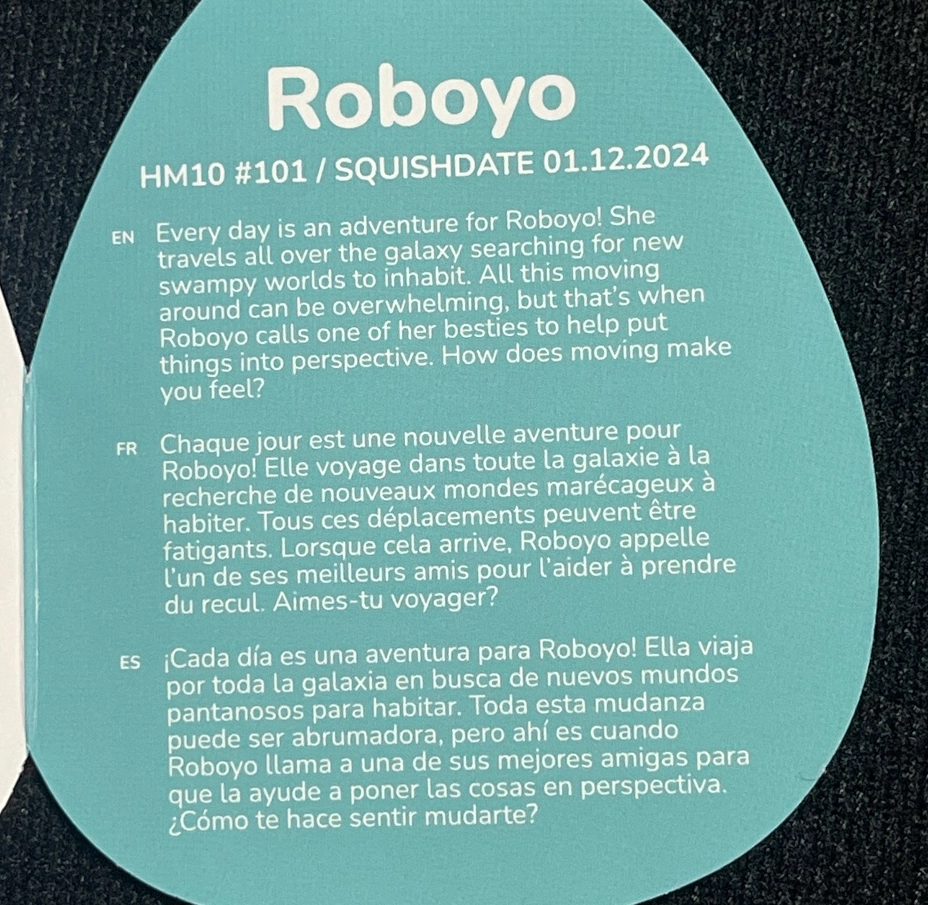 Roboyo
HM10 #101 / SQUISHDATE 01.12.2024
EN Every day is an adventure for Roboyo! She
travels all over the galaxy searching for new
swampy worlds to inhabit. All this moving
around can be overwhelming, but that's when
Roboyo calls one of her besties to help put
things into perspective. How does moving make
you feel?
FR Chaque jour est une nouvelle aventure pour
Roboyo! Elle voyage dans toute la galaxie à la
recherche de nouveaux mondes marécageux à
habiter. Tous ces déplacements peuvent être
fatigants. Lorsque cela arrive, Roboyo appelle
l'un de ses meilleurs amis pour l'aider à prendre
du recul. Aimes-tu voyager?
ES ¡Cada día es una aventura para Roboyo! Ella viaja
por toda la galaxia en busca de nuevos mundos
pantanosos para habitar. Toda esta mudanza
puede ser abrumadora, pero ahí es cuando
Roboyo llama a una de sus mejores amigas para
que la ayude a poner las cosas en perspectiva.
¿Cómo te hace sentir mudarte?